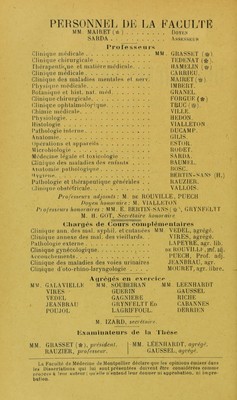 PERSONNEL DE LA FACULTÉ
MM. MAIRET (✻) . . . . . Doyen
SARDA . . . . . Assesseur
Professeurs
Clinique médicale . . . . . MM. GRASSET (✻)
Clinique chirurgicale . . . . . TEDENAT (✻)
Thérapeutique et matière médicale . . . . . HAMELIN (✻)
Clinique médicale . . . . . CARRIEU.
Clinique des maladies mentales et nerv. MAIRET (✻).
Physique médicale . . . . . IMBERT.
Botanique et hist. nat. méd. GRANEL.
Clinique chirurgicale . . . . . FORGUE (✻)
Clinique ophtalmologique . . . . . TRUC (✻).
Chimie médicale . . . . . VILLE.
Physiologie . . . . . HEDON.
Histologie . . . . . VIALLETON
Pathologie interne . . . . . DUCAMP.
Anatomie . . . . . GILIS.
Opérations et appareils . . . . . ESTOR.
Microbiologie . . . . . RODET.
Médecine légale et toxicologie . . . . . SARDA.
Clinique des maladies des enfants . . . . . BAUMEL.
Anatomie pathologique . . . . . BOSC.
Hygiène . . . . . BERTIN-SANS (H.)
Pathologie et thérapeutique générales . . . . . RAUZIER.
Clinique obstétricale . . . . . VALLOIS.
Professeurs adjoints : M. DE ROUVILLE, PUECH
Doyen honoraire : M. VIALLETON
Professeurs honoraires : MM. E. BERTIN-SANS (✻), GRYNFELTT
M. H. GOT, Secrétaire honoraire
Chargés de Cours complémentaires
Clinique ann. des mal. syphil. et cutanées MM. VEDEL, agrégé.
Clinique annexe des mal. des vieillards. VIRES, agrégé.
Pathologie externe . . . . . LAPEYRE, agr. lib.
Clinique gynécologique . . . . . DE ROUVILLE, agr. lib.
Accouchements . . . . . PUECH, Prof. adj.
Clinique des maladies des voies urinaires JEANBRAU, agr.
Clinique d'oto-rhino-laryngologie . . . . . MOURET, agr. libre.
Agrégés en exercice
MM. GALAVIELLE MM. SOUBEIRAN MM. LEENHARDT
VIRES GUERIN GAUSSEL
VEDEL GAGNIERE RICHE
JEANBRAU GRYNFELTT Ed CABANNES
POUJOL LAGRIFFOUL. DERRIEN
M. IZARD, secrétaire.
Examinateurs de la Thèse
MM. GRASSET (✻), président. MM. LÉENHARDT, agrégé.
RAUZIER, professeur. GAUSSEL, agrégé.
La Faculté de Médecine de Montpellier déclare que les opinions émises dans
les Dissertations qui lui sont présentées doivent être considérées comme
propres à leur auteur ; qu'elle n'entend leur donner ni approbation, ni impro-
bation.